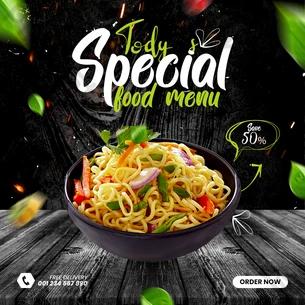 Tody's
Special
food menu
Save
50%
FREE DELIVERY
001 234 567 890
ORDER NOW